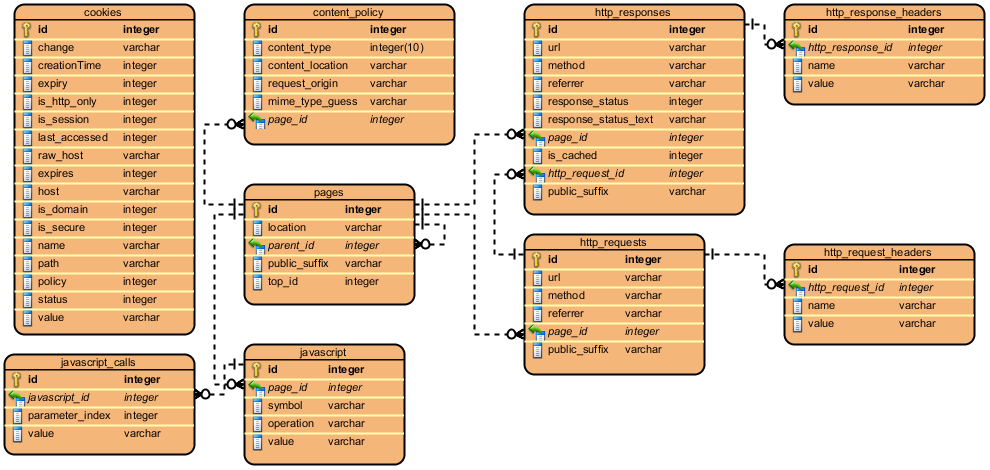 cookies
id integer
change varchar
creationTime integer
expiry integer
is_http_only integer
is_session integer
last_accessed integer
raw_host varchar
expires integer
host varchar
is_domain integer
is_secure integer
name varchar
path varchar
policy integer
status integer
value varchar
content_policy
id integer
content_type integer(10)
content_location varchar
request_origin varchar
mime_type_guess varchar
page_id integer
http_responses
id integer
url varchar
method varchar
referrer varchar
response_status integer
response_status_text varchar
page_id integer
is_cached integer
http_request_id integer
public_suffix varchar
http_response_headers
id integer
http_response_id integer
name varchar
value varchar
pages
id integer
location varchar
parent_id integer
public_suffix varchar
top_id integer
http_requests
id integer
url varchar
method varchar
referrer varchar
page_id integer
public_suffix varchar
http_request_headers
id integer
http_request_id integer
name varchar
value varchar
javascript_calls
id integer
javascript_id integer
parameter_index integer
value varchar
javascript
id integer
page_id integer
symbol varchar
operation varchar
value varchar